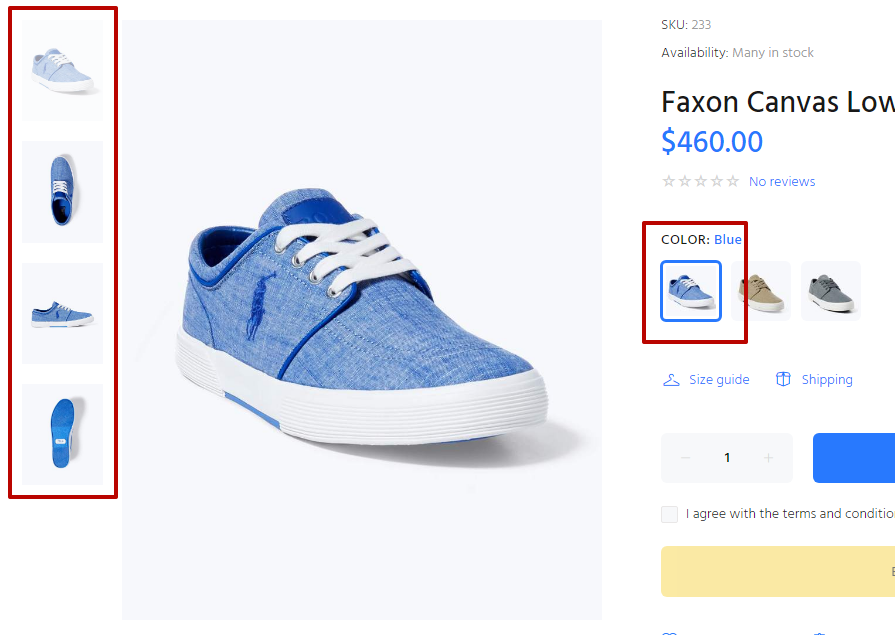 SKU: 233
Availability: Many in stock
Faxon Canvas Low
$460.00
No reviews
COLOR: Blue
Size guide Shipping
− 1 +
I agree with the terms and conditio